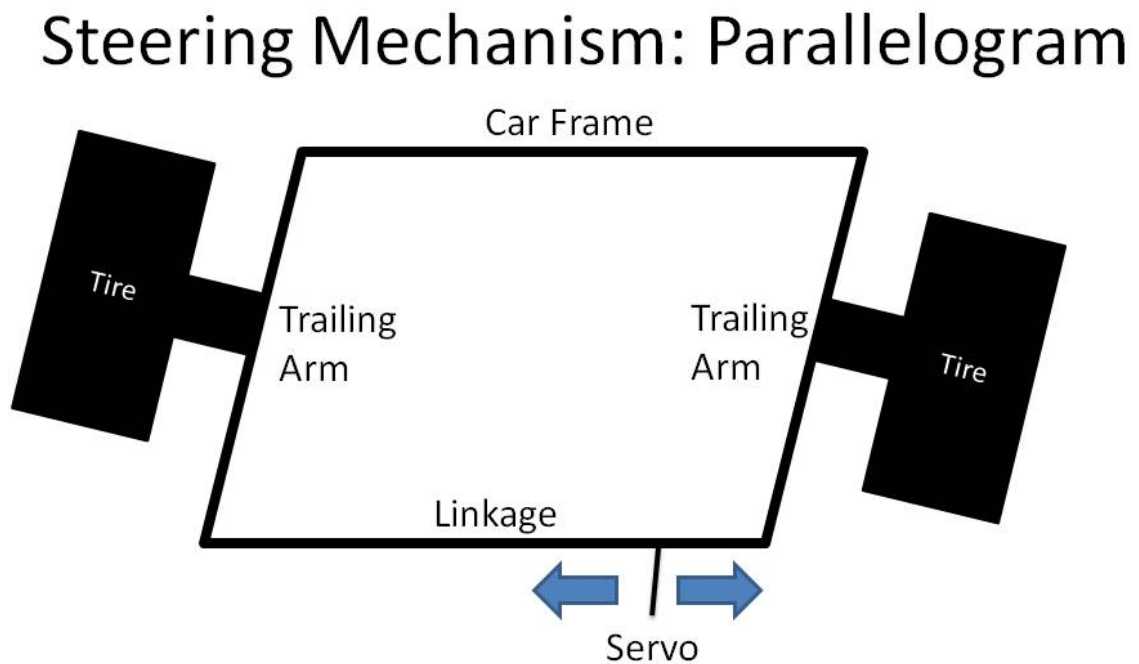 Steering Mechanism: Parallelogram
Car Frame
Tire
Trailing
Arm
Trailing
Arm
Tire
Linkage
Servo